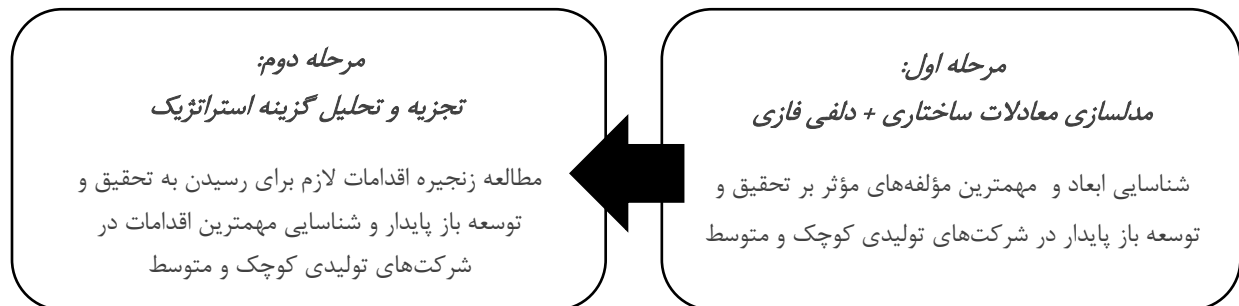 مرحله اول:
مدلسازی معادلات ساختاری + دلفی فازی
شناسایی ابعاد و مهمترین مؤلفه‌های مؤثر بر تحقیق و
توسعه باز پایدار در شرکت‌های تولیدی کوچک و متوسط
مرحله دوم:
تجزیه و تحلیل گزینه استراتژیک
مطالعه زنجیره اقدامات لازم برای رسیدن به تحقیق و
توسعه باز پایدار و شناسایی مهمترین اقدامات در
شرکت‌های تولیدی کوچک و متوسط